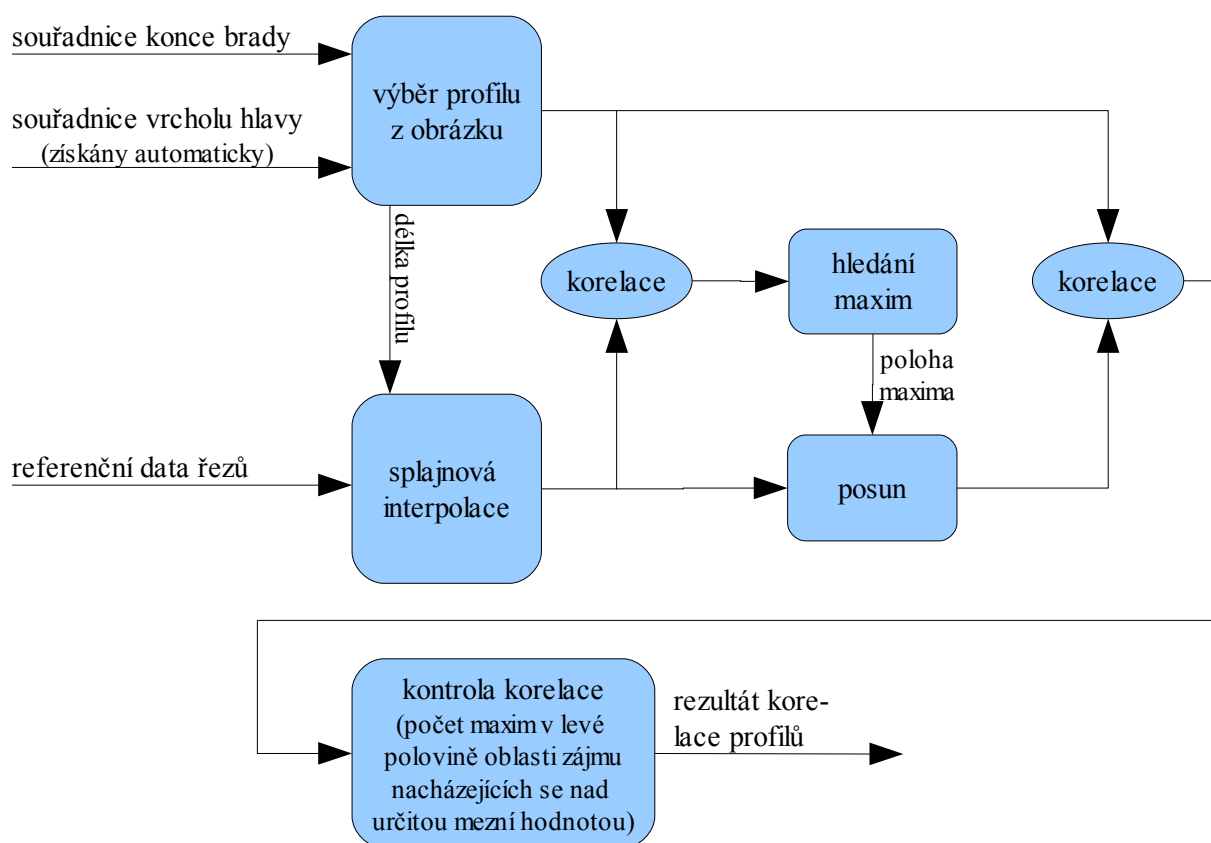 souřadnice konce brady
souřadnice vrcholu hlavy
(získány automaticky)
výběr profilu
z obrázku
délka profilu
korelace
hledání
maxim
korelace
poloha
maxima
referenční data řezů
splajnová
interpolace
posun
kontrola korelace
(počet maxim v levé
polovině oblasti zájmu
nacházejících se nad
určitou mezní hodnotou)
rezultát kore-
lace profilů